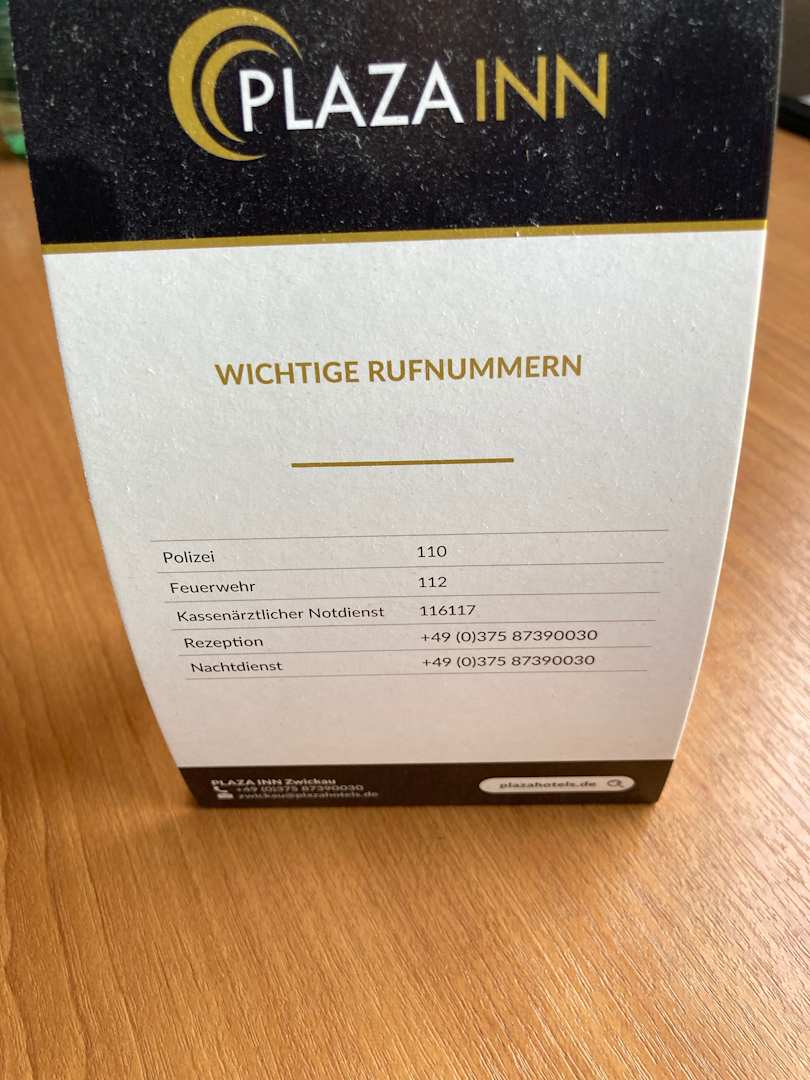 PLAZA INN
WICHTIGE RUFNUMMERN
Polizei 110
Feuerwehr 112
Kassenärztlicher Notdienst 116117
Rezeption +49 (0)375 87390030
Nachtdienst +49 (0)375 87390030
PLAZA INN Zwickau
+49 (0)375 87390030
zwickau@plazahotels.de
plazahotels.de